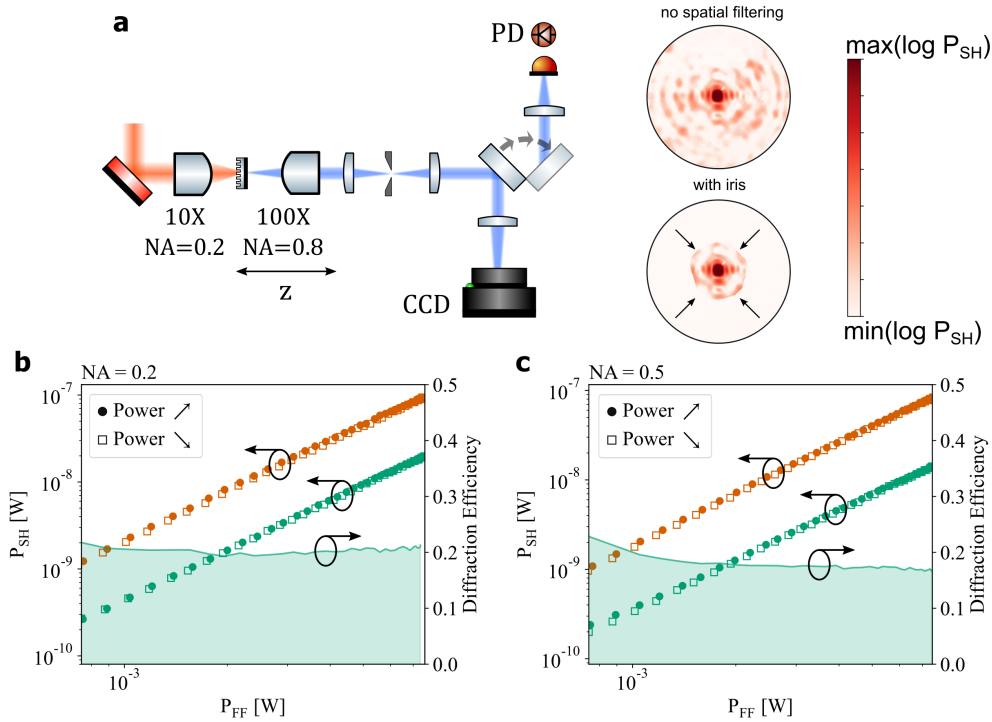 a
PD
10X
NA=0.2
100X
NA=0.8
z
CCD
no spatial filtering
with iris
max(log P_SH)
min(log P_SH)
b
NA = 0.2
Power
Power
10^-7
10^-8
10^-9
10^-10
P_SH [W]
10^-3
P_FF [W]
0.5
0.4
0.3
0.2
0.1
0.0
Diffraction Efficiency
c
NA = 0.5
Power
Power
10^-7
10^-8
10^-9
10^-10
P_SH [W]
10^-3
P_FF [W]
0.5
0.4
0.3
0.2
0.1
0.0
Diffraction Efficiency